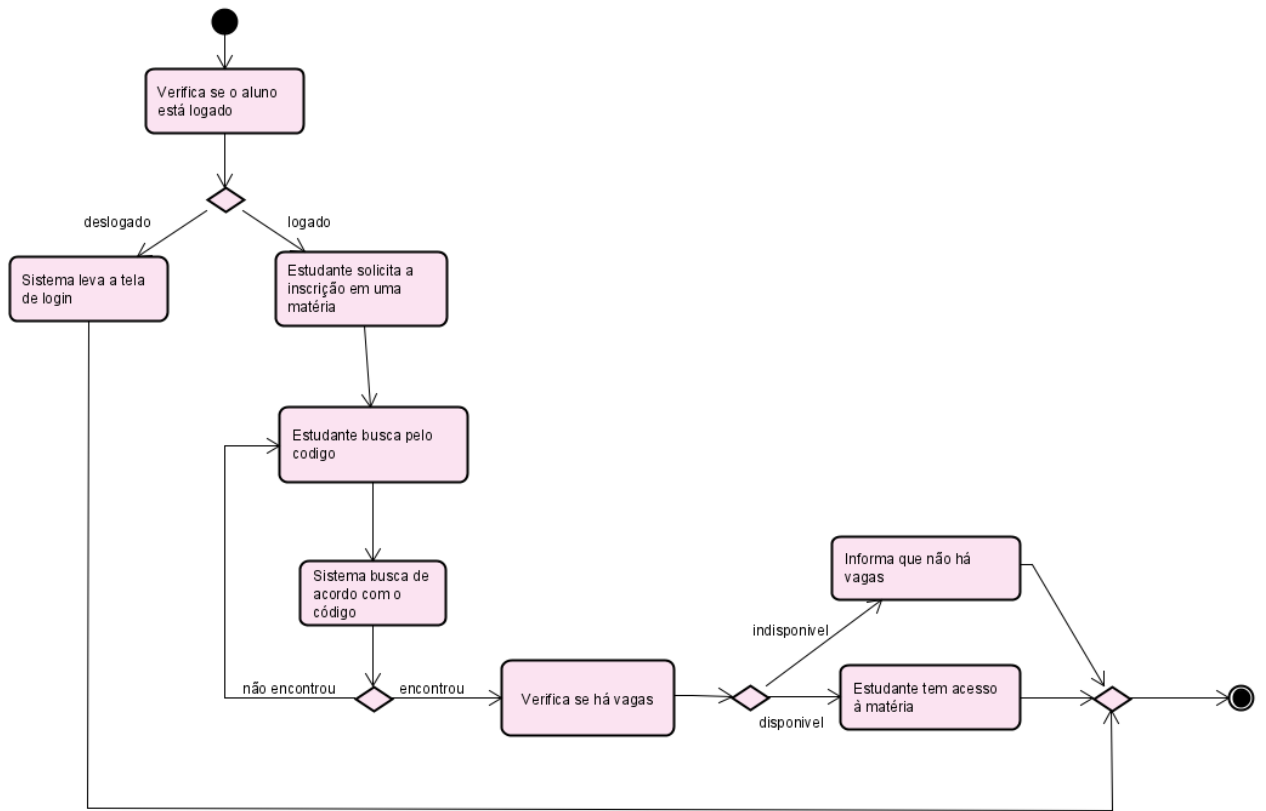 Verifica se o aluno
está logado
deslogado
logado
Sistema leva a tela
de login
Estudante solicita a
inscrição em uma
matéria
Estudante busca pelo
codigo
Sistema busca de
acordo com o
código
não encontrou
encontrou
Verifica se há vagas
indisponivel
disponivel
Informa que não há
vagas
Estudante tem acesso
à matéria